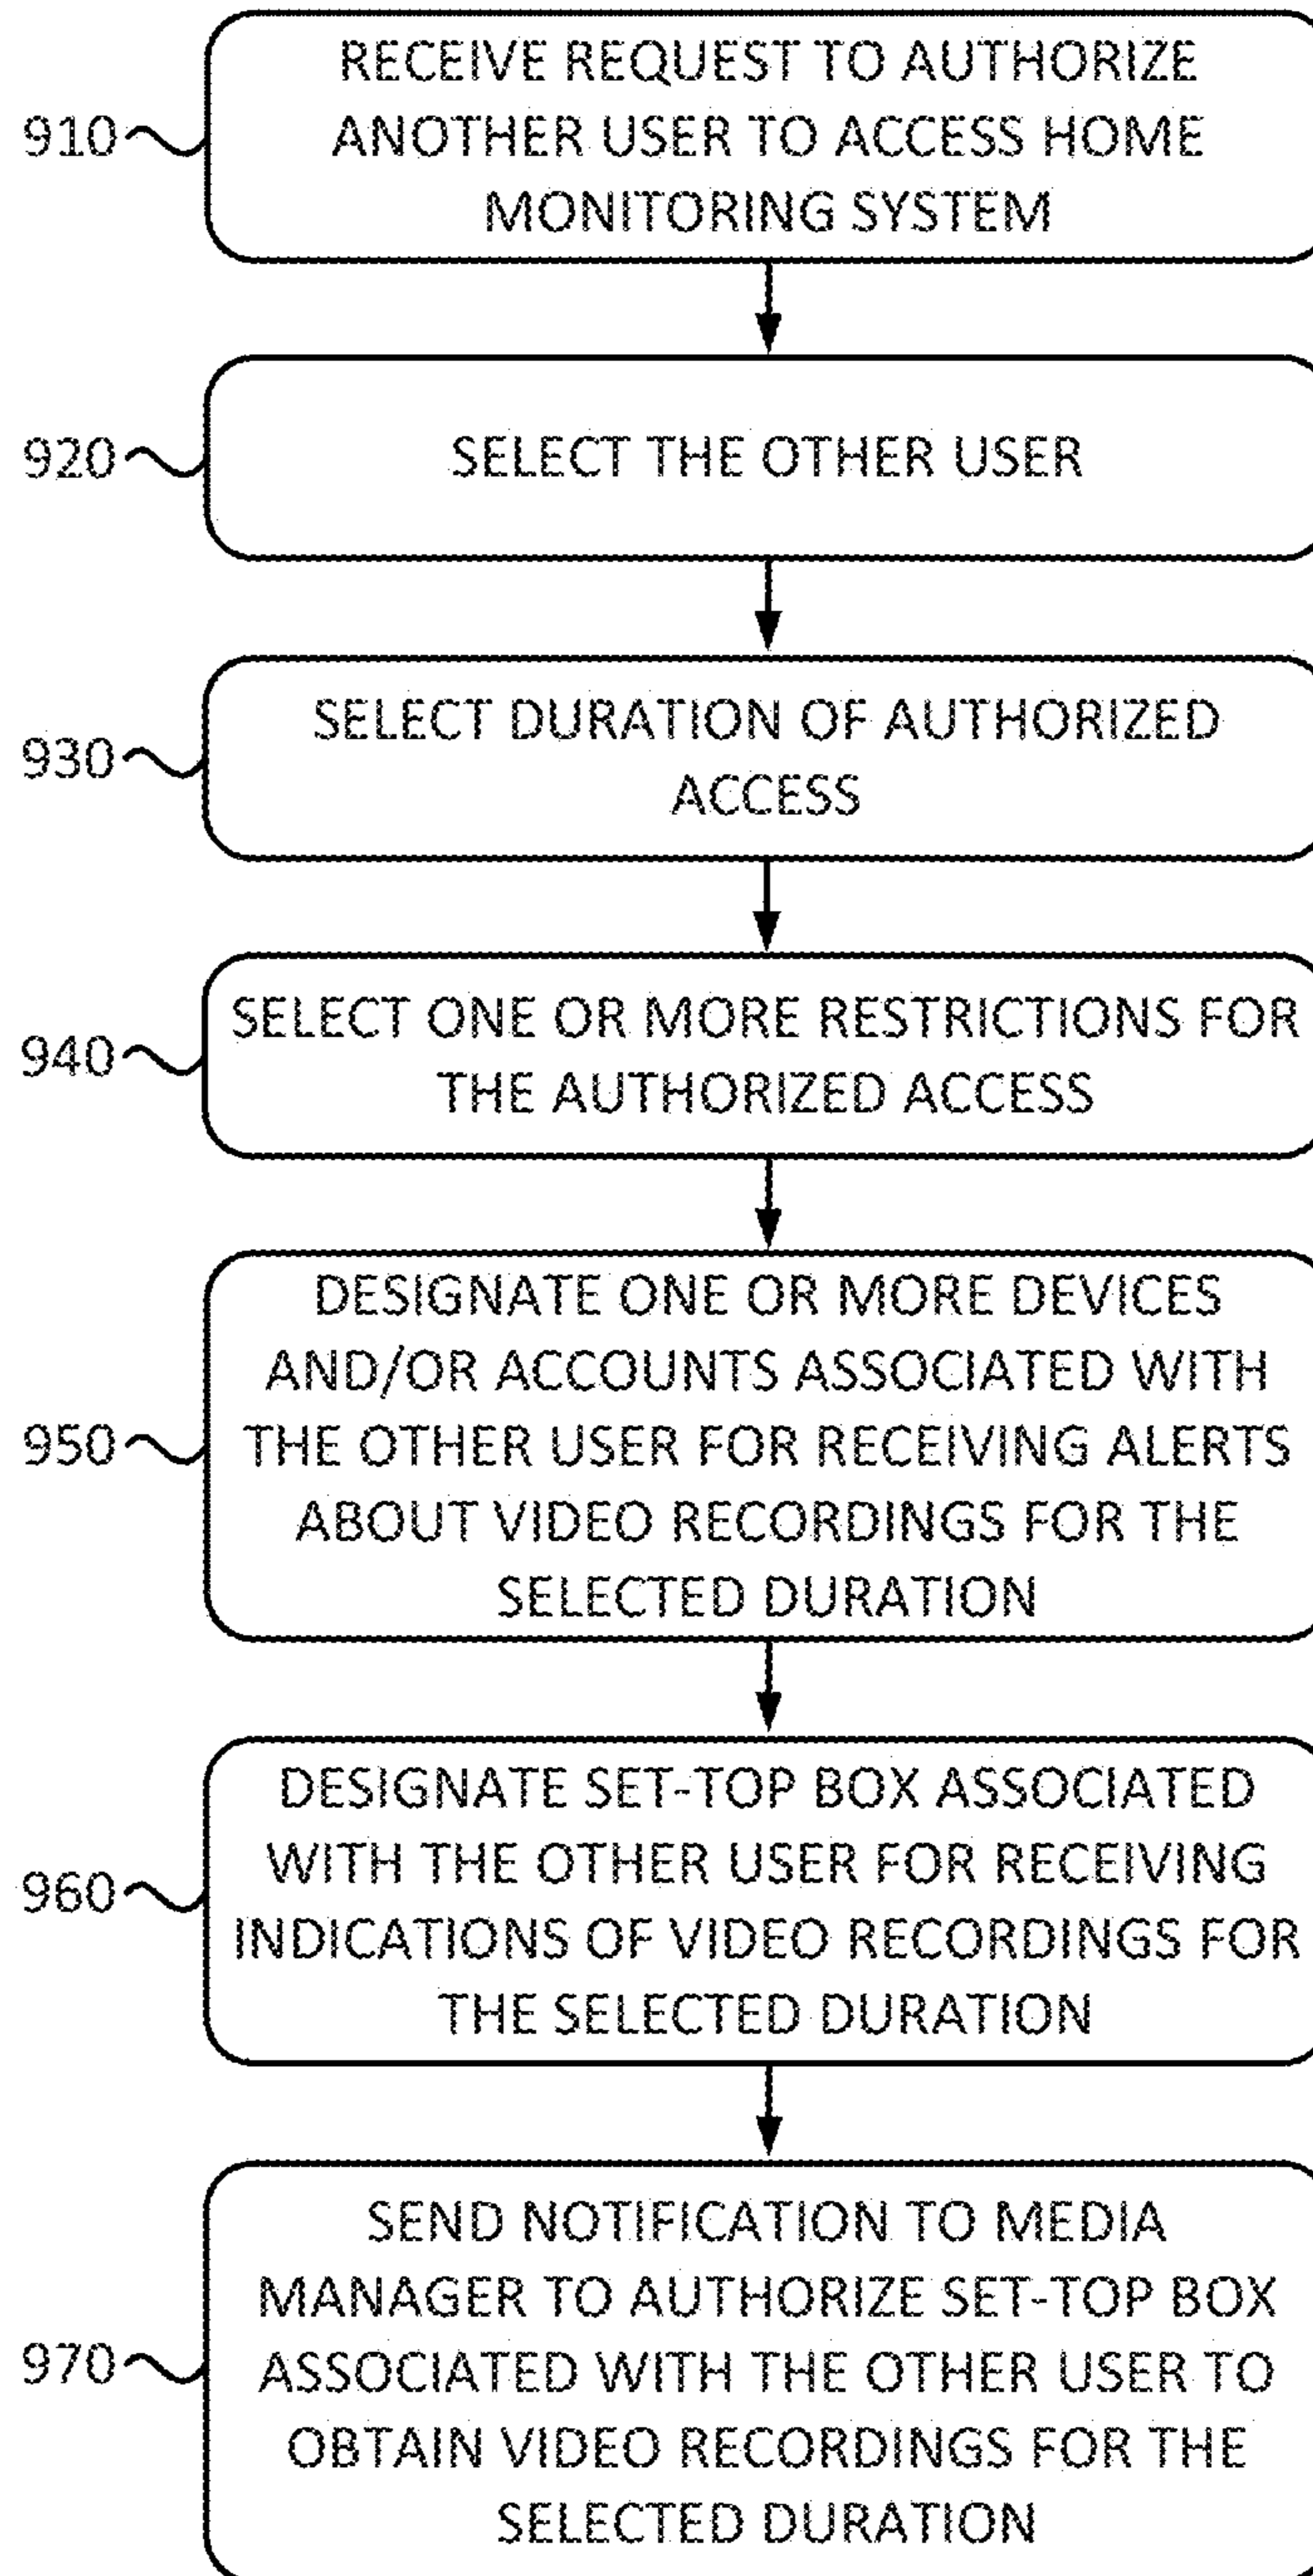 RECEIVE REQUEST TO AUTHORIZE
910 ANOTHER USER TO ACCESS HOME
MONITORING SYSTEM
920 SELECT THE OTHER USER
SELECT DURATION OF AUTHORIZED
930
ACCESS
SELECT ONE OR MORE RESTRICTIONS FOR
940
THE AUTHORIZED ACCESS
DESIGNATE ONE OR MORE DEVICES
AND/OR ACCOUNTS ASSOCIATED WITH
950 THE OTHER USER FOR RECEIVING ALERTS
ABOUT VIDEO RECORDINGS FOR THE
SELECTED DURATION
DESIGNATE SET-TOP BOX ASSOCIATED
WITH THE OTHER USER FOR RECEIVING
960
INDICATIONS OF VIDEO RECORDINGS FOR
THE SELECTED DURATION
SEND NOTIFICATION TO MEDIA
MANAGER TO AUTHORIZE SET-TOP BOX
970 ASSOCIATED WITH THE OTHER USER TO
OBTAIN VIDEO RECORDINGS FOR THE
SELECTED DURATION